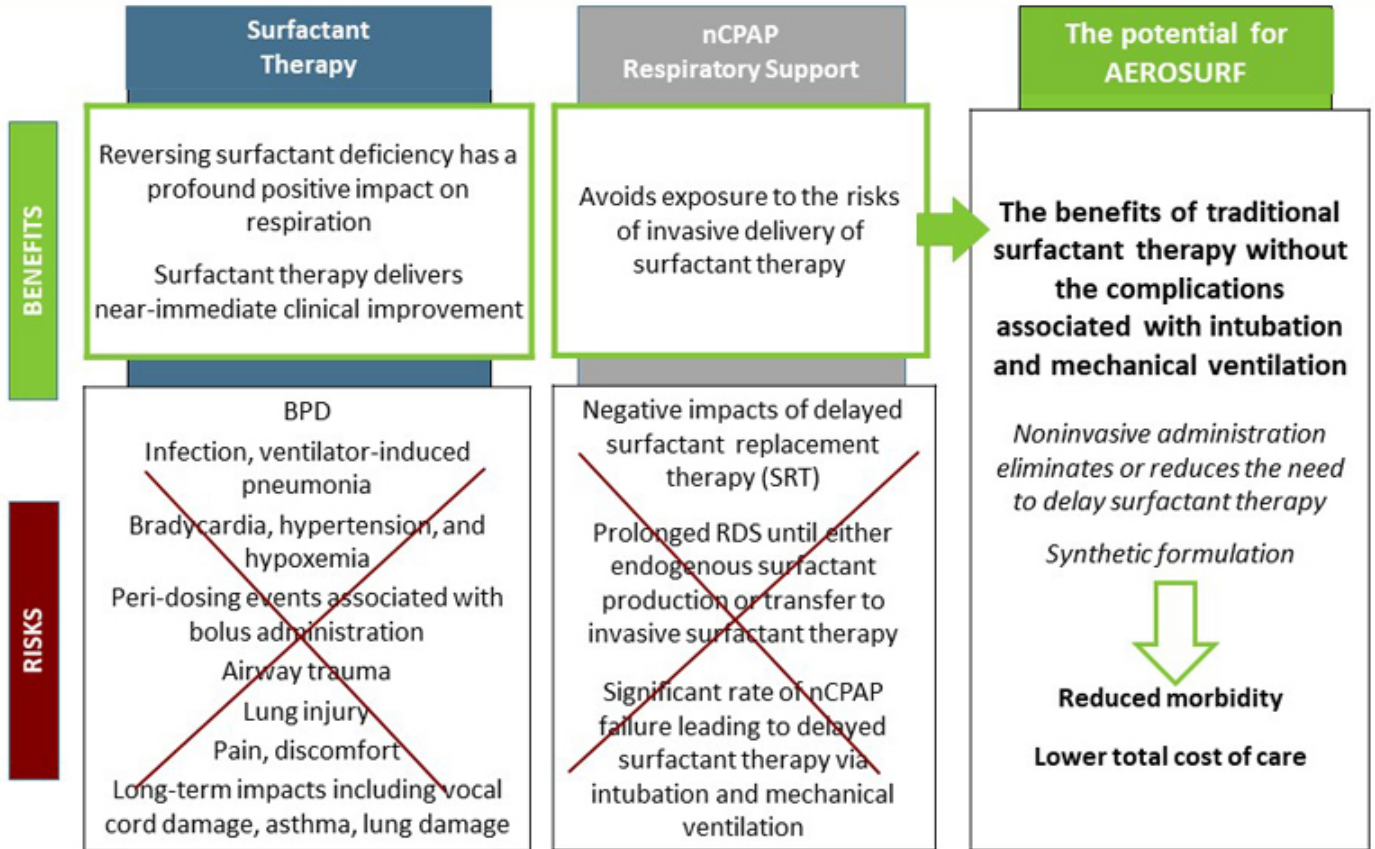 Surfactant
Therapy
nCPAP
Respiratory Support
The potential for
AEROSURF
BENEFITS
Reversing surfactant deficiency has a
profound positive impact on
respiration
Surfactant therapy delivers
near-immediate clinical improvement
Avoids exposure to the risks
of invasive delivery of
surfactant therapy
The benefits of traditional
surfactant therapy without
the complications
associated with intubation
and mechanical ventilation
Noninvasive administration
eliminates or reduces the need
to delay surfactant therapy
Synthetic formulation
Reduced morbidity
Lower total cost of care
RISKS
BPD
Infection, ventilator-induced
pneumonia
Bradycardia, hypertension, and
hypoxemia
Peri-dosing events associated with
bolus administration
Airway trauma
Lung injury
Pain, discomfort
Long-term impacts including vocal
cord damage, asthma, lung damage
Negative impacts of delayed
surfactant replacement
therapy (SRT)
Prolonged RDS until either
endogenous surfactant
production or transfer to
invasive surfactant therapy
Significant rate of nCPAP
failure leading to delayed
surfactant therapy via
intubation and mechanical
ventilation